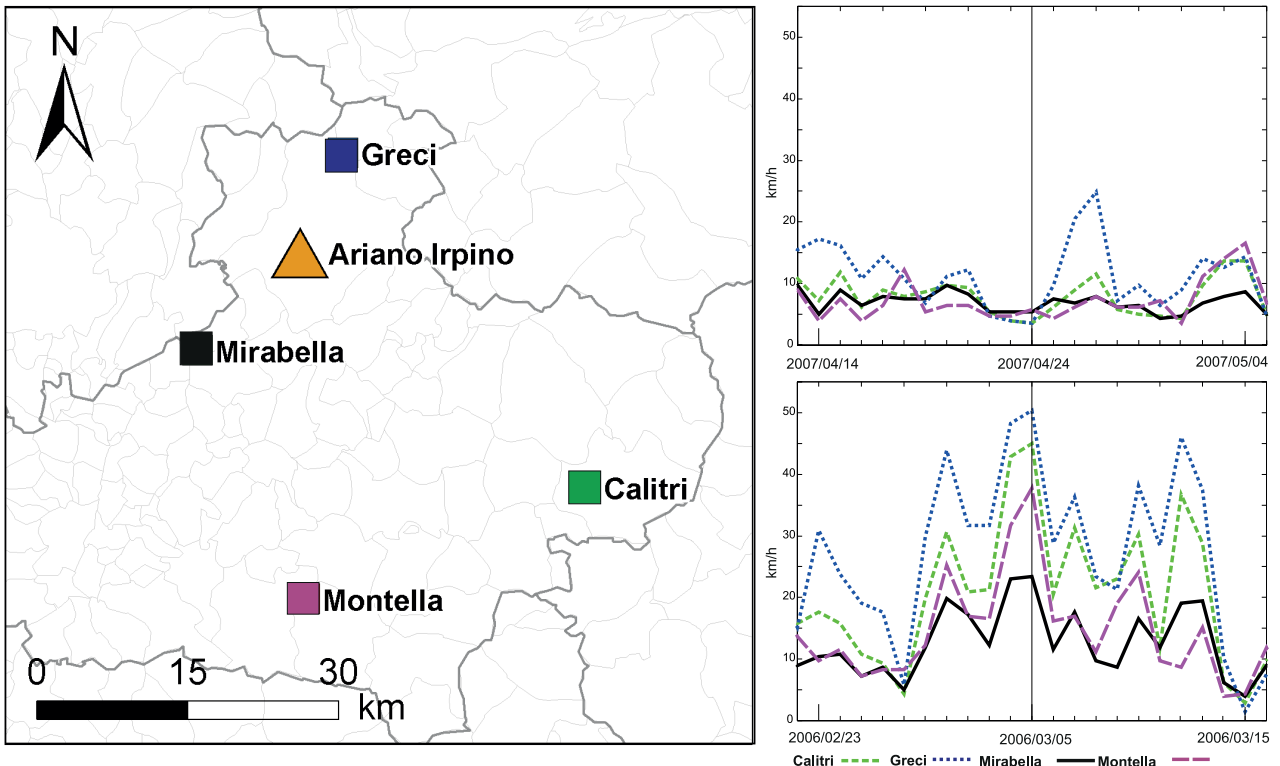 N
Greci
Ariano Irpino
Mirabella
Calitri
Montella
0 15 30
km
50
40
30
20
10
0
km/h
2007/04/14 2007/04/24 2007/05/04
50
40
30
20
10
0
km/h
2006/02/23 2006/03/05 2006/03/15
Calitri Greci Mirabella Montella